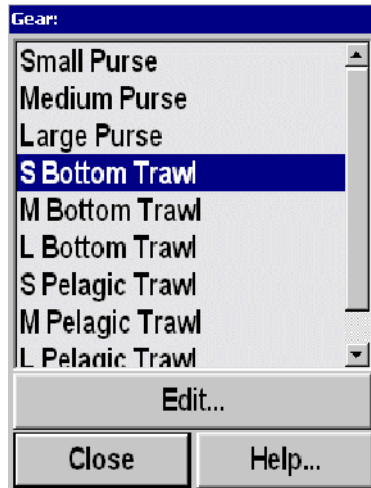 Gear:
Small Purse
Medium Purse
Large Purse
S Bottom Trawl
M Bottom Trawl
L Bottom Trawl
S Pelagic Trawl
M Pelagic Trawl
L Pelagic Trawl
Edit...
Close
Help...